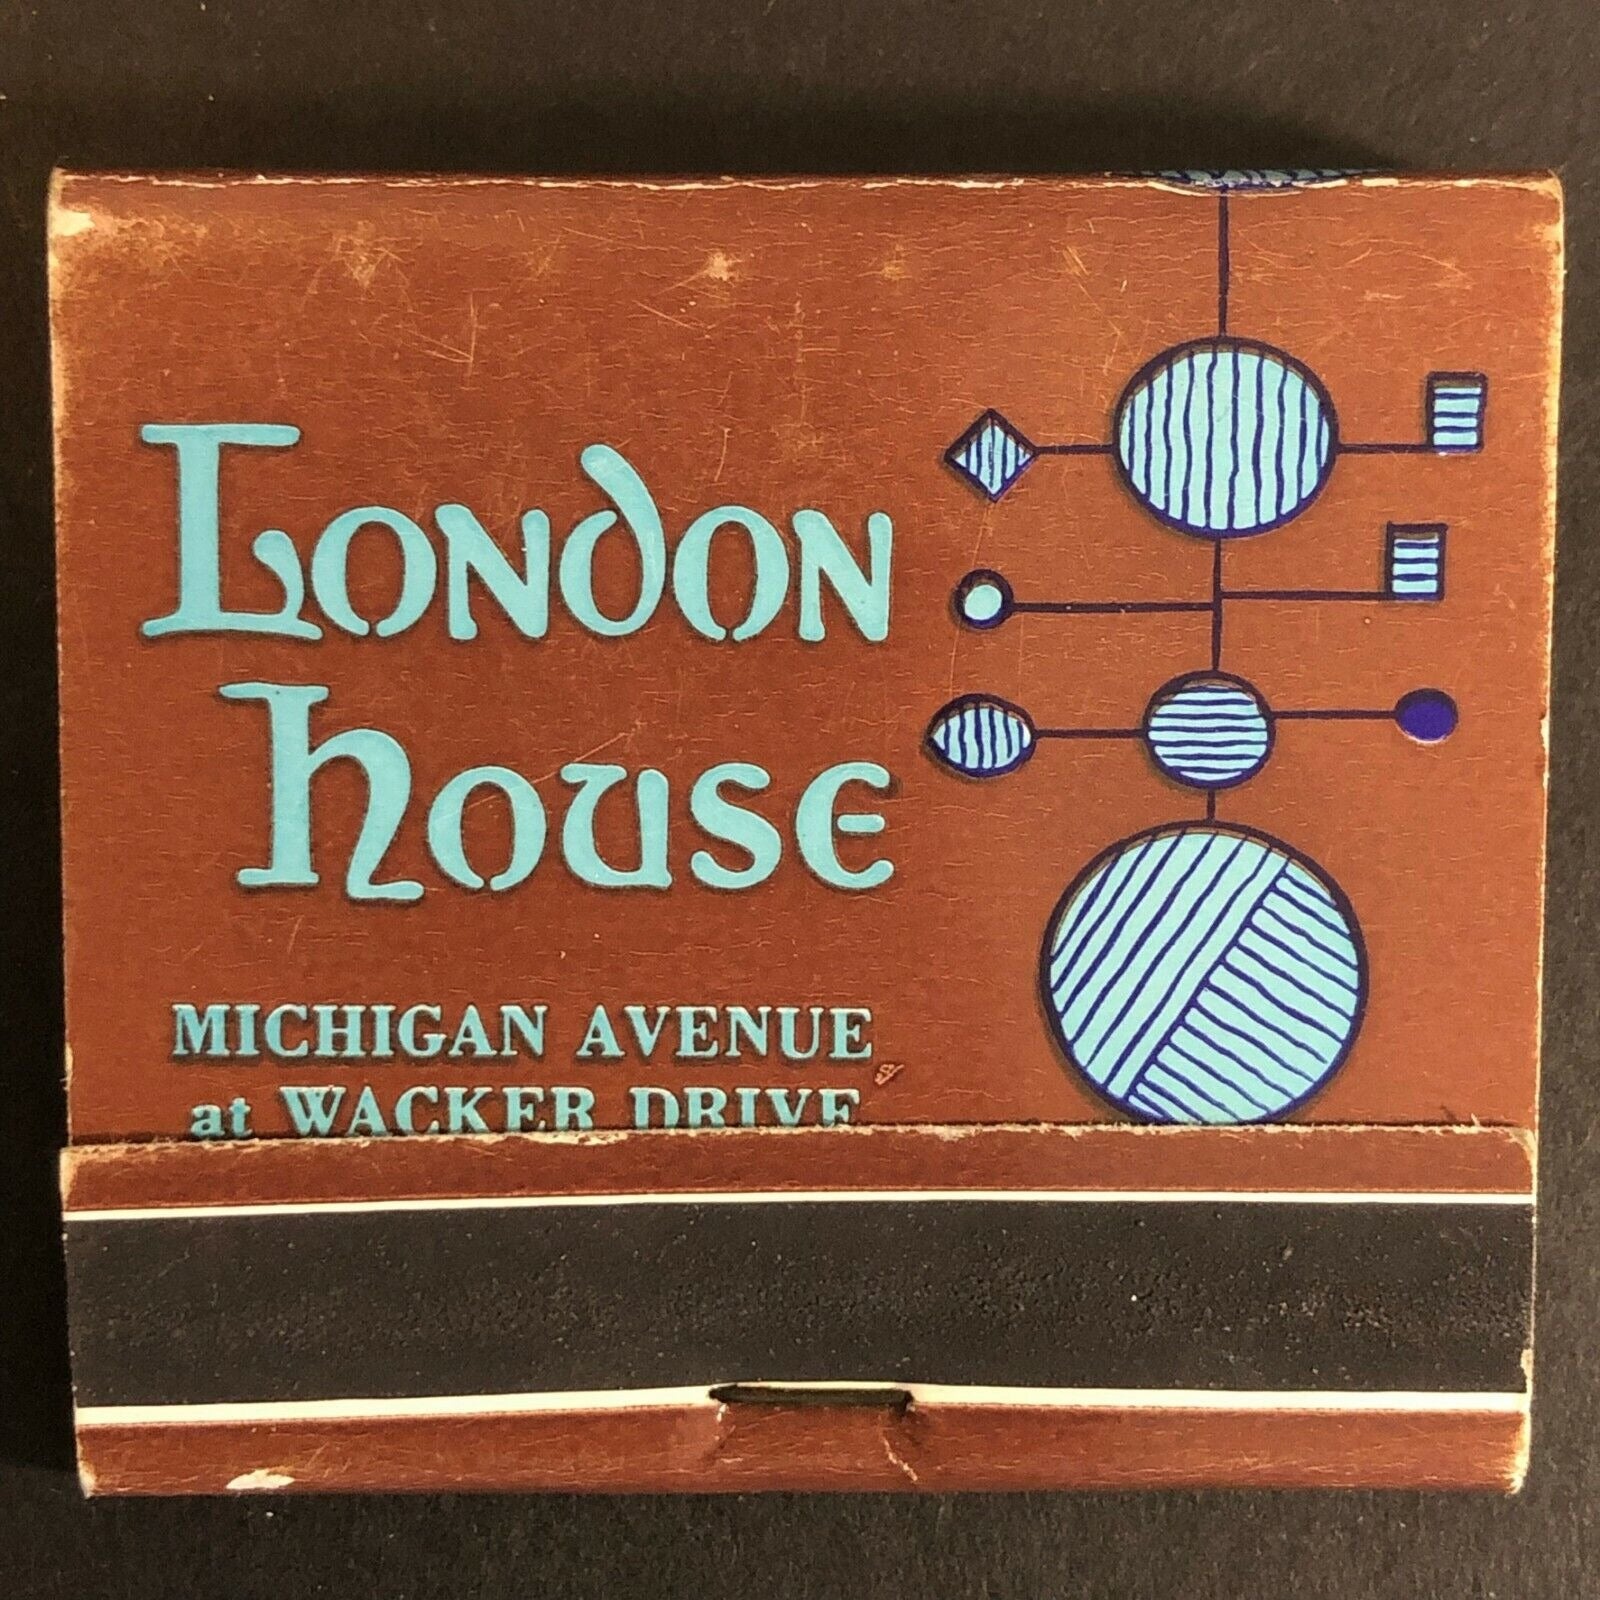 LONDON
HOUSE
MICHIGAN AVENUE
at WACKER DRIVE